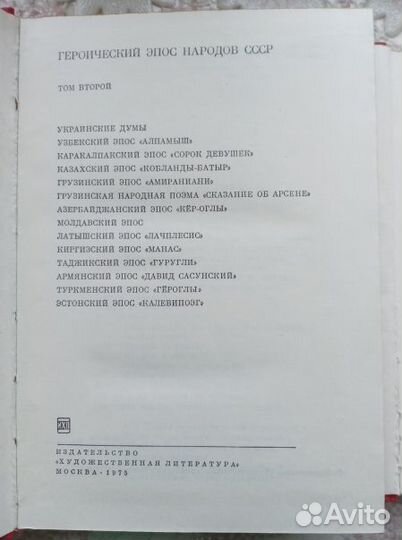 ГЕРОИЧЕСКИЙ ЭПОС НАРОДОВ СССР
ТОМ ВТОРОЙ
УКРАИНСКИЕ ДУМЫ
УЗБЕКСКИЙ ЭПОС «АЛПАМЫШ»
КАРАКАЛПАКСКИЙ ЭПОС «СОРОК ДЕВУШЕК»
КАЗАХСКИЙ ЭПОС «КОБЛАНДЫ-БАТЫР»
ГРУЗИНСКИЙ ЭПОС «АМИРАНИАНИ»
ГРУЗИНСКАЯ НАРОДНАЯ ПОЭМА «СКАЗАНИЕ ОБ АРСЕНЕ»
АЗЕРБАЙДЖАНСКИЙ ЭПОС «КЁР-ОГЛЫ»
МОЛДАВСКИЙ ЭПОС
ЛАТЫШСКИЙ ЭПОС «ЛАЧПЛЕСИС»
КИРГИЗСКИЙ ЭПОС «МАНАС»
ТАДЖИКСКИЙ ЭПОС «ГУРУГЛИ»
АРМЯНСКИЙ ЭПОС «ДАВИД САСУНСКИЙ»
ТУРКМЕНСКИЙ ЭПОС «ГЁРОГЛЫ»
ЭСТОНСКИЙ ЭПОС «КАЛЕВИПОЭГ»
ИХЛ
ИЗДАТЕЛЬСТВО
«ХУДОЖЕСТВЕННАЯ ЛИТЕРАТУРА»
МОСКВА · 1975
Avito